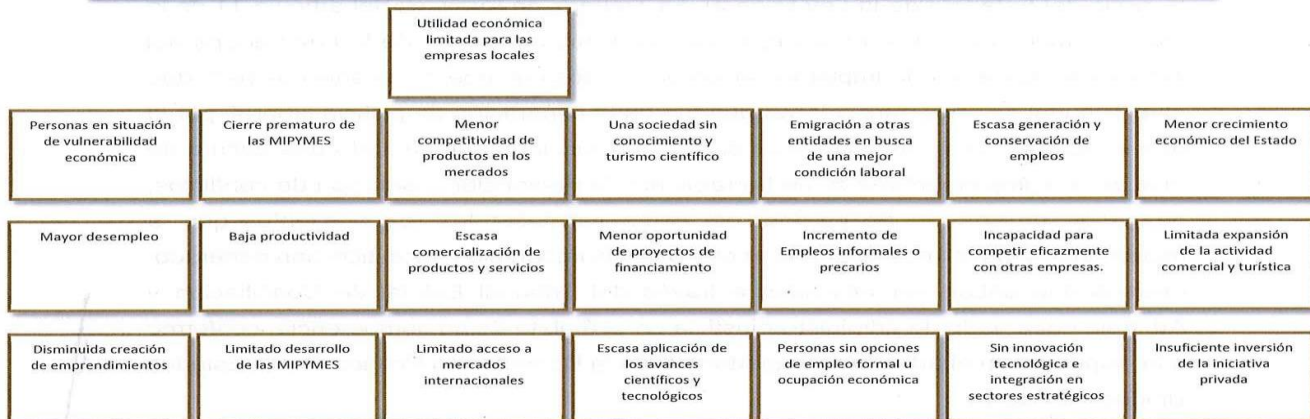 Utilidad económica
limitada para las
empresas locales
Personas en situación
de vulnerabilidad
económica
Cierre prematuro de
las MIPYMES
Menor
competitividad de
productos en los
mercados
Una sociedad sin
conocimiento y
turismo científico
Emigración a otras
entidades en busca
de una mejor
condición laboral
Escasa generación y
conservación de
empleos
Menor crecimiento
económico del Estado
Mayor desempleo
Baja productividad
Escasa
comercialización de
productos y servicios
Menor oportunidad
de proyectos de
financiamiento
Incremento de
Empleos informales o
precarios
Incapacidad para
competir eficazmente
con otras empresas.
Limitada expansión
de la actividad
comercial y turística
Disminuida creación
de emprendimientos
Limitado desarrollo
de las MIPYMES
Limitado acceso a
mercados
internacionales
Escasa aplicación de
los avances
científicos y
tecnológicos
Personas sin opciones
de empleo formal u
ocupación económica
Sin innovación
tecnológica e
integración en
sectores estratégicos
Insuficiente inversión
de la iniciativa
privada